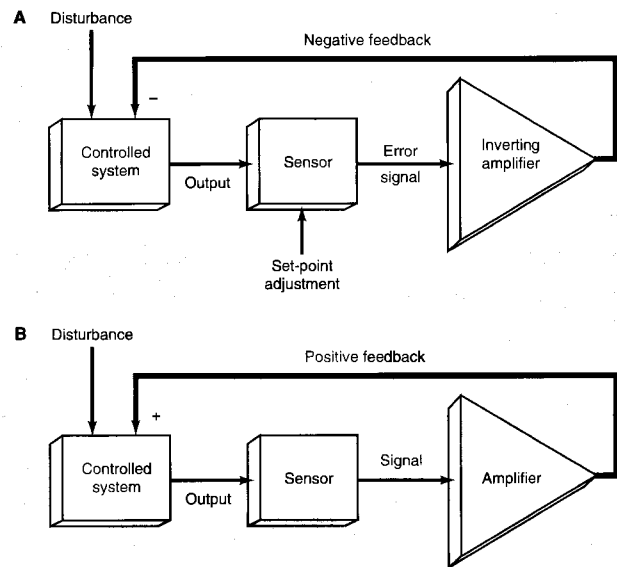 A
Disturbance
Negative feedback
−
Controlled
system
Output
Sensor
Error
signal
Inverting
amplifier
Set-point
adjustment
B
Disturbance
Positive feedback
+
Controlled
system
Output
Sensor
Signal
Amplifier